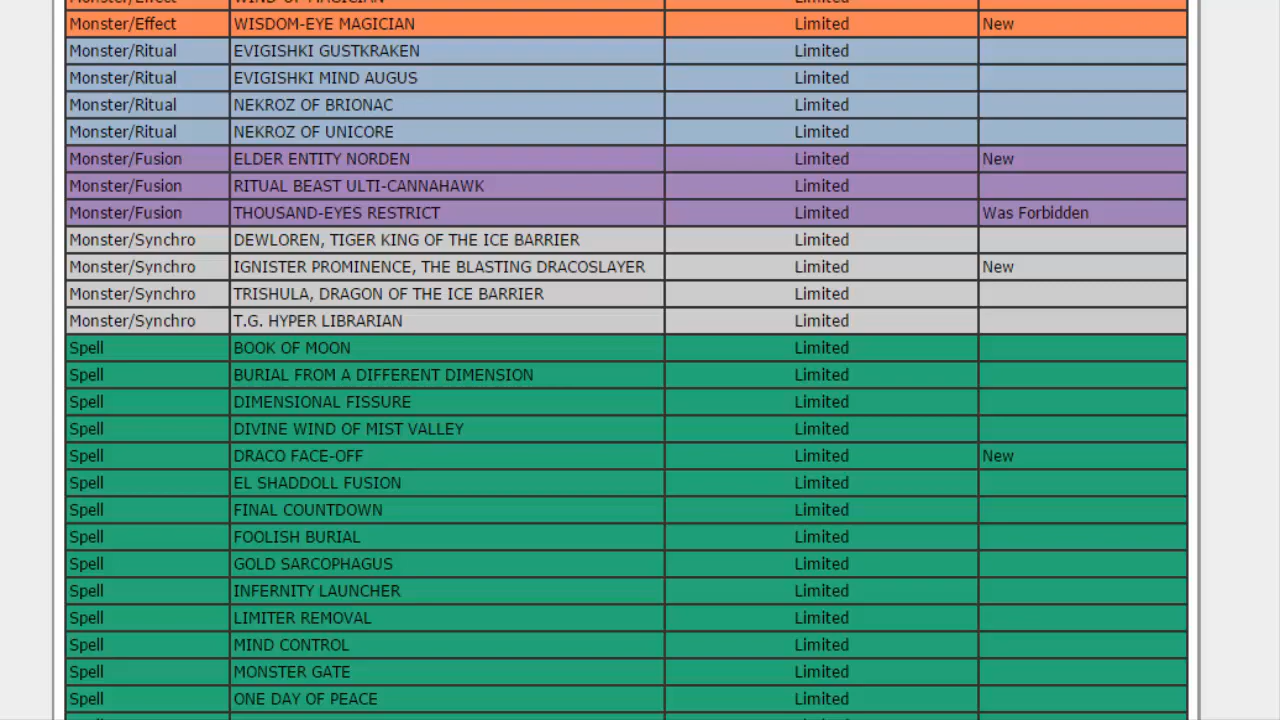 Monster/Effect WISDOM-EYE MAGICIAN Limited New
Monster/Ritual EVIGISHKI GUSTKRAKEN Limited
Monster/Ritual EVIGISHKI MIND AUGUS Limited
Monster/Ritual NEKROZ OF BRIONAC Limited
Monster/Ritual NEKROZ OF UNICORE Limited
Monster/Fusion ELDER ENTITY NORDEN Limited New
Monster/Fusion RITUAL BEAST ULTI-CANNAHAWK Limited
Monster/Fusion THOUSAND-EYES RESTRICT Limited Was Forbidden
Monster/Synchro DEWLOREN, TIGER KING OF THE ICE BARRIER Limited
Monster/Synchro IGNISTER PROMINENCE, THE BLASTING DRACOSLAYER Limited New
Monster/Synchro TRISHULA, DRAGON OF THE ICE BARRIER Limited
Monster/Synchro T.G. HYPER LIBRARIAN Limited
Spell BOOK OF MOON Limited
Spell BURIAL FROM A DIFFERENT DIMENSION Limited
Spell DIMENSIONAL FISSURE Limited
Spell DIVINE WIND OF MIST VALLEY Limited
Spell DRACO FACE-OFF Limited New
Spell EL SHADDOLL FUSION Limited
Spell FINAL COUNTDOWN Limited
Spell FOOLISH BURIAL Limited
Spell GOLD SARCOPHAGUS Limited
Spell INFERNITY LAUNCHER Limited
Spell LIMITER REMOVAL Limited
Spell MIND CONTROL Limited
Spell MONSTER GATE Limited
Spell ONE DAY OF PEACE Limited